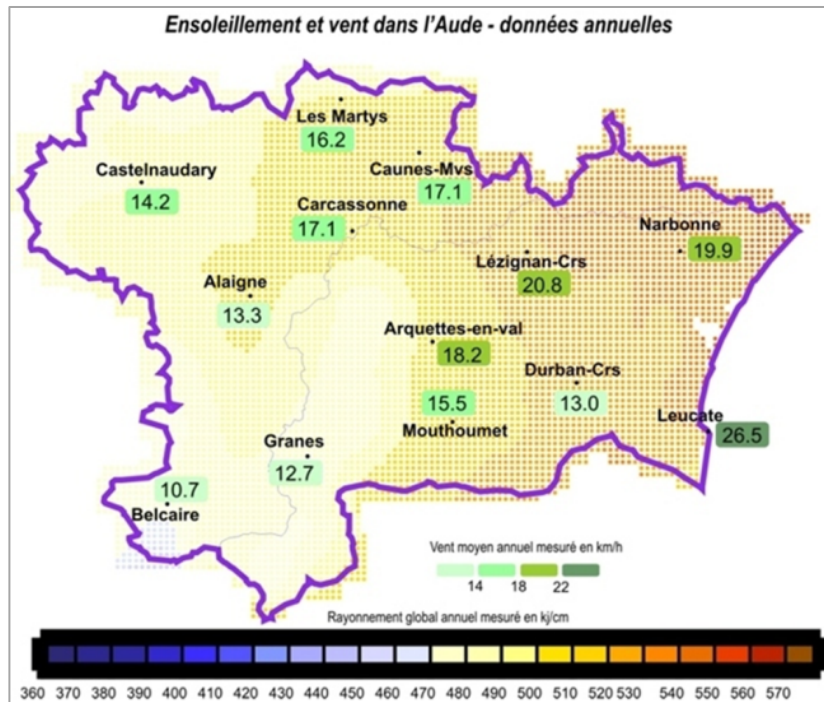 Ensoleillement et vent dans l'Aude - données annuelles
Les Martys
16.2
Castelnaudary
14.2
Caunes-Mvs
17.1
Carcassonne
17.1
Narbonne
19.9
Lézignan-Crs
20.8
Alaigne
13.3
Arquettes-en-val
18.2
Durban-Crs
13.0
15.5
Mouthoumet
Leucate
26.5
Granes
12.7
10.7
Belcaire
Vent moyen annuel mesuré en km/h
14 18 22
Rayonnement global annuel mesuré en kj/cm
360 370 380 390 400 410 420 430 440 450 460 470 480 490 500 510 520 530 540 550 560 570